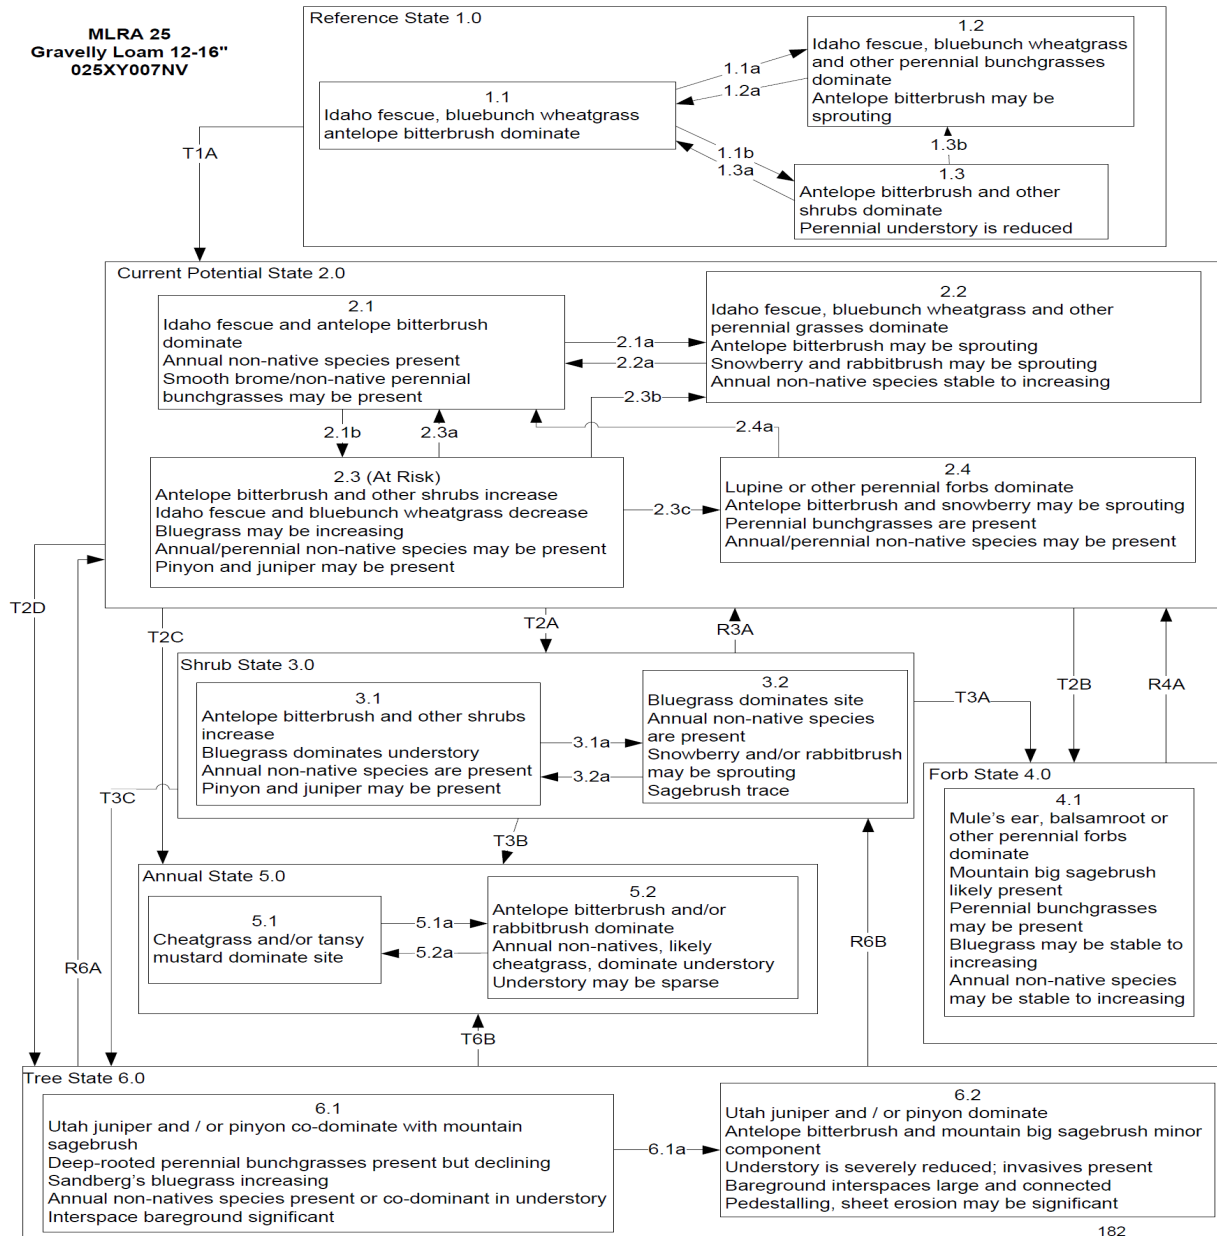 MLRA 25
Gravelly Loam 12-16"
025XY007NV
Reference State 1.0
1.1
Idaho fescue, bluebunch wheatgrass
antelope bitterbrush dominate
1.1a
1.2a
1.2
Idaho fescue, bluebunch wheatgrass
and other perennial bunchgrasses
dominate
Antelope bitterbrush may be
sprouting
1.1b
1.3a
1.3b
1.3
Antelope bitterbrush and other
shrubs dominate
Perennial understory is reduced
T1A
Current Potential State 2.0
2.1
Idaho fescue and antelope bitterbrush
dominate
Annual non-native species present
Smooth brome/non-native perennial
bunchgrasses may be present
2.1a
2.2a
2.2
Idaho fescue, bluebunch wheatgrass and other
perennial grasses dominate
Antelope bitterbrush may be sprouting
Snowberry and rabbitbrush may be sprouting
Annual non-native species stable to increasing
2.3b
2.1b
2.3a
2.4a
2.3 (At Risk)
Antelope bitterbrush and other shrubs increase
Idaho fescue and bluebunch wheatgrass decrease
Bluegrass may be increasing
Annual/perennial non-native species may be present
Pinyon and juniper may be present
2.3c
2.4
Lupine or other perennial forbs dominate
Antelope bitterbrush and snowberry may be sprouting
Perennial bunchgrasses are present
Annual/perennial non-native species may be present
T2D
T2C
T2A
R3A
T2B
R4A
Shrub State 3.0
3.1
Antelope bitterbrush and other shrubs
increase
Bluegrass dominates understory
Annual non-native species are present
Pinyon and juniper may be present
3.1a
3.2a
3.2
Bluegrass dominates site
Annual non-native species
are present
Snowberry and/or rabbitbrush
may be sprouting
Sagebrush trace
T3A
T3C
T3B
Forb State 4.0
4.1
Mule's ear, balsamroot or
other perennial forbs
dominate
Mountain big sagebrush
likely present
Perennial bunchgrasses
may be present
Bluegrass may be stable to
increasing
Annual non-native species
may be stable to increasing
Annual State 5.0
5.1
Cheatgrass and/or tansy
mustard dominate site
5.1a
5.2a
5.2
Antelope bitterbrush and/or
rabbitbrush dominate
Annual non-natives, likely
cheatgrass, dominate understory
Understory may be sparse
R6A
R6B
T6B
Tree State 6.0
6.1
Utah juniper and / or pinyon co-dominate with mountain
sagebrush
Deep-rooted perennial bunchgrasses present but declining
Sandberg's bluegrass increasing
Annual non-natives species present or co-dominant in understory
Interspace bareground significant
6.1a
6.2
Utah juniper and / or pinyon dominate
Antelope bitterbrush and mountain big sagebrush minor
component
Understory is severely reduced; invasives present
Bareground interspaces large and connected
Pedestalling, sheet erosion may be significant
182